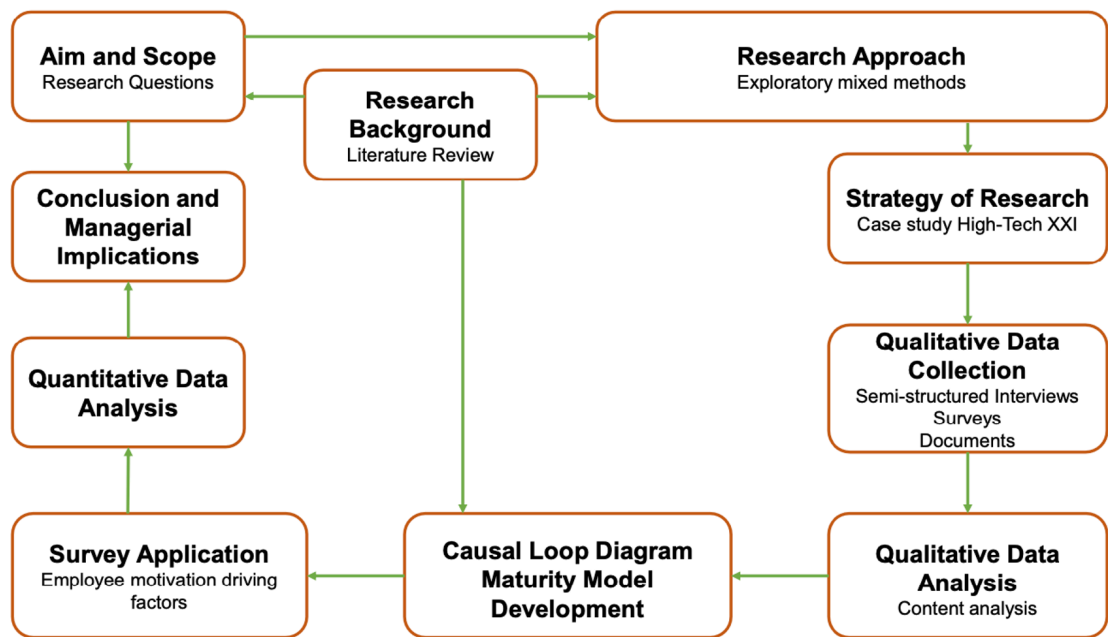 Aim and Scope
Research Questions
Research Approach
Exploratory mixed methods
Research
Background
Literature Review
Conclusion and
Managerial
Implications
Strategy of Research
Case study High-Tech XXI
Quantitative Data
Analysis
Qualitative Data
Collection
Semi-structured Interviews
Surveys
Documents
Survey Application
Employee motivation driving
factors
Causal Loop Diagram
Maturity Model
Development
Qualitative Data
Analysis
Content analysis